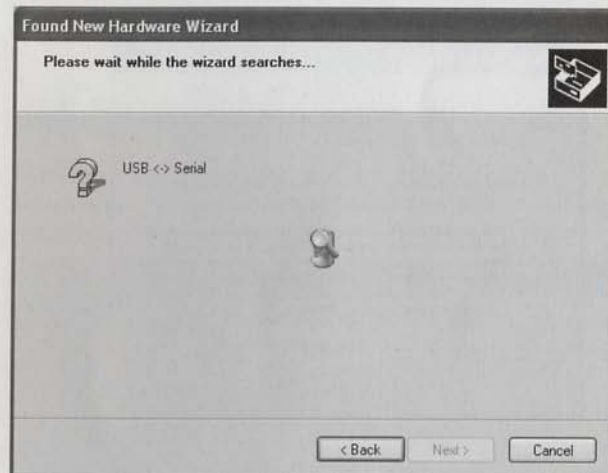 Found New Hardware Wizard
Please wait while the wizard searches...
USB <-> Serial
< Back
Next >
Cancel